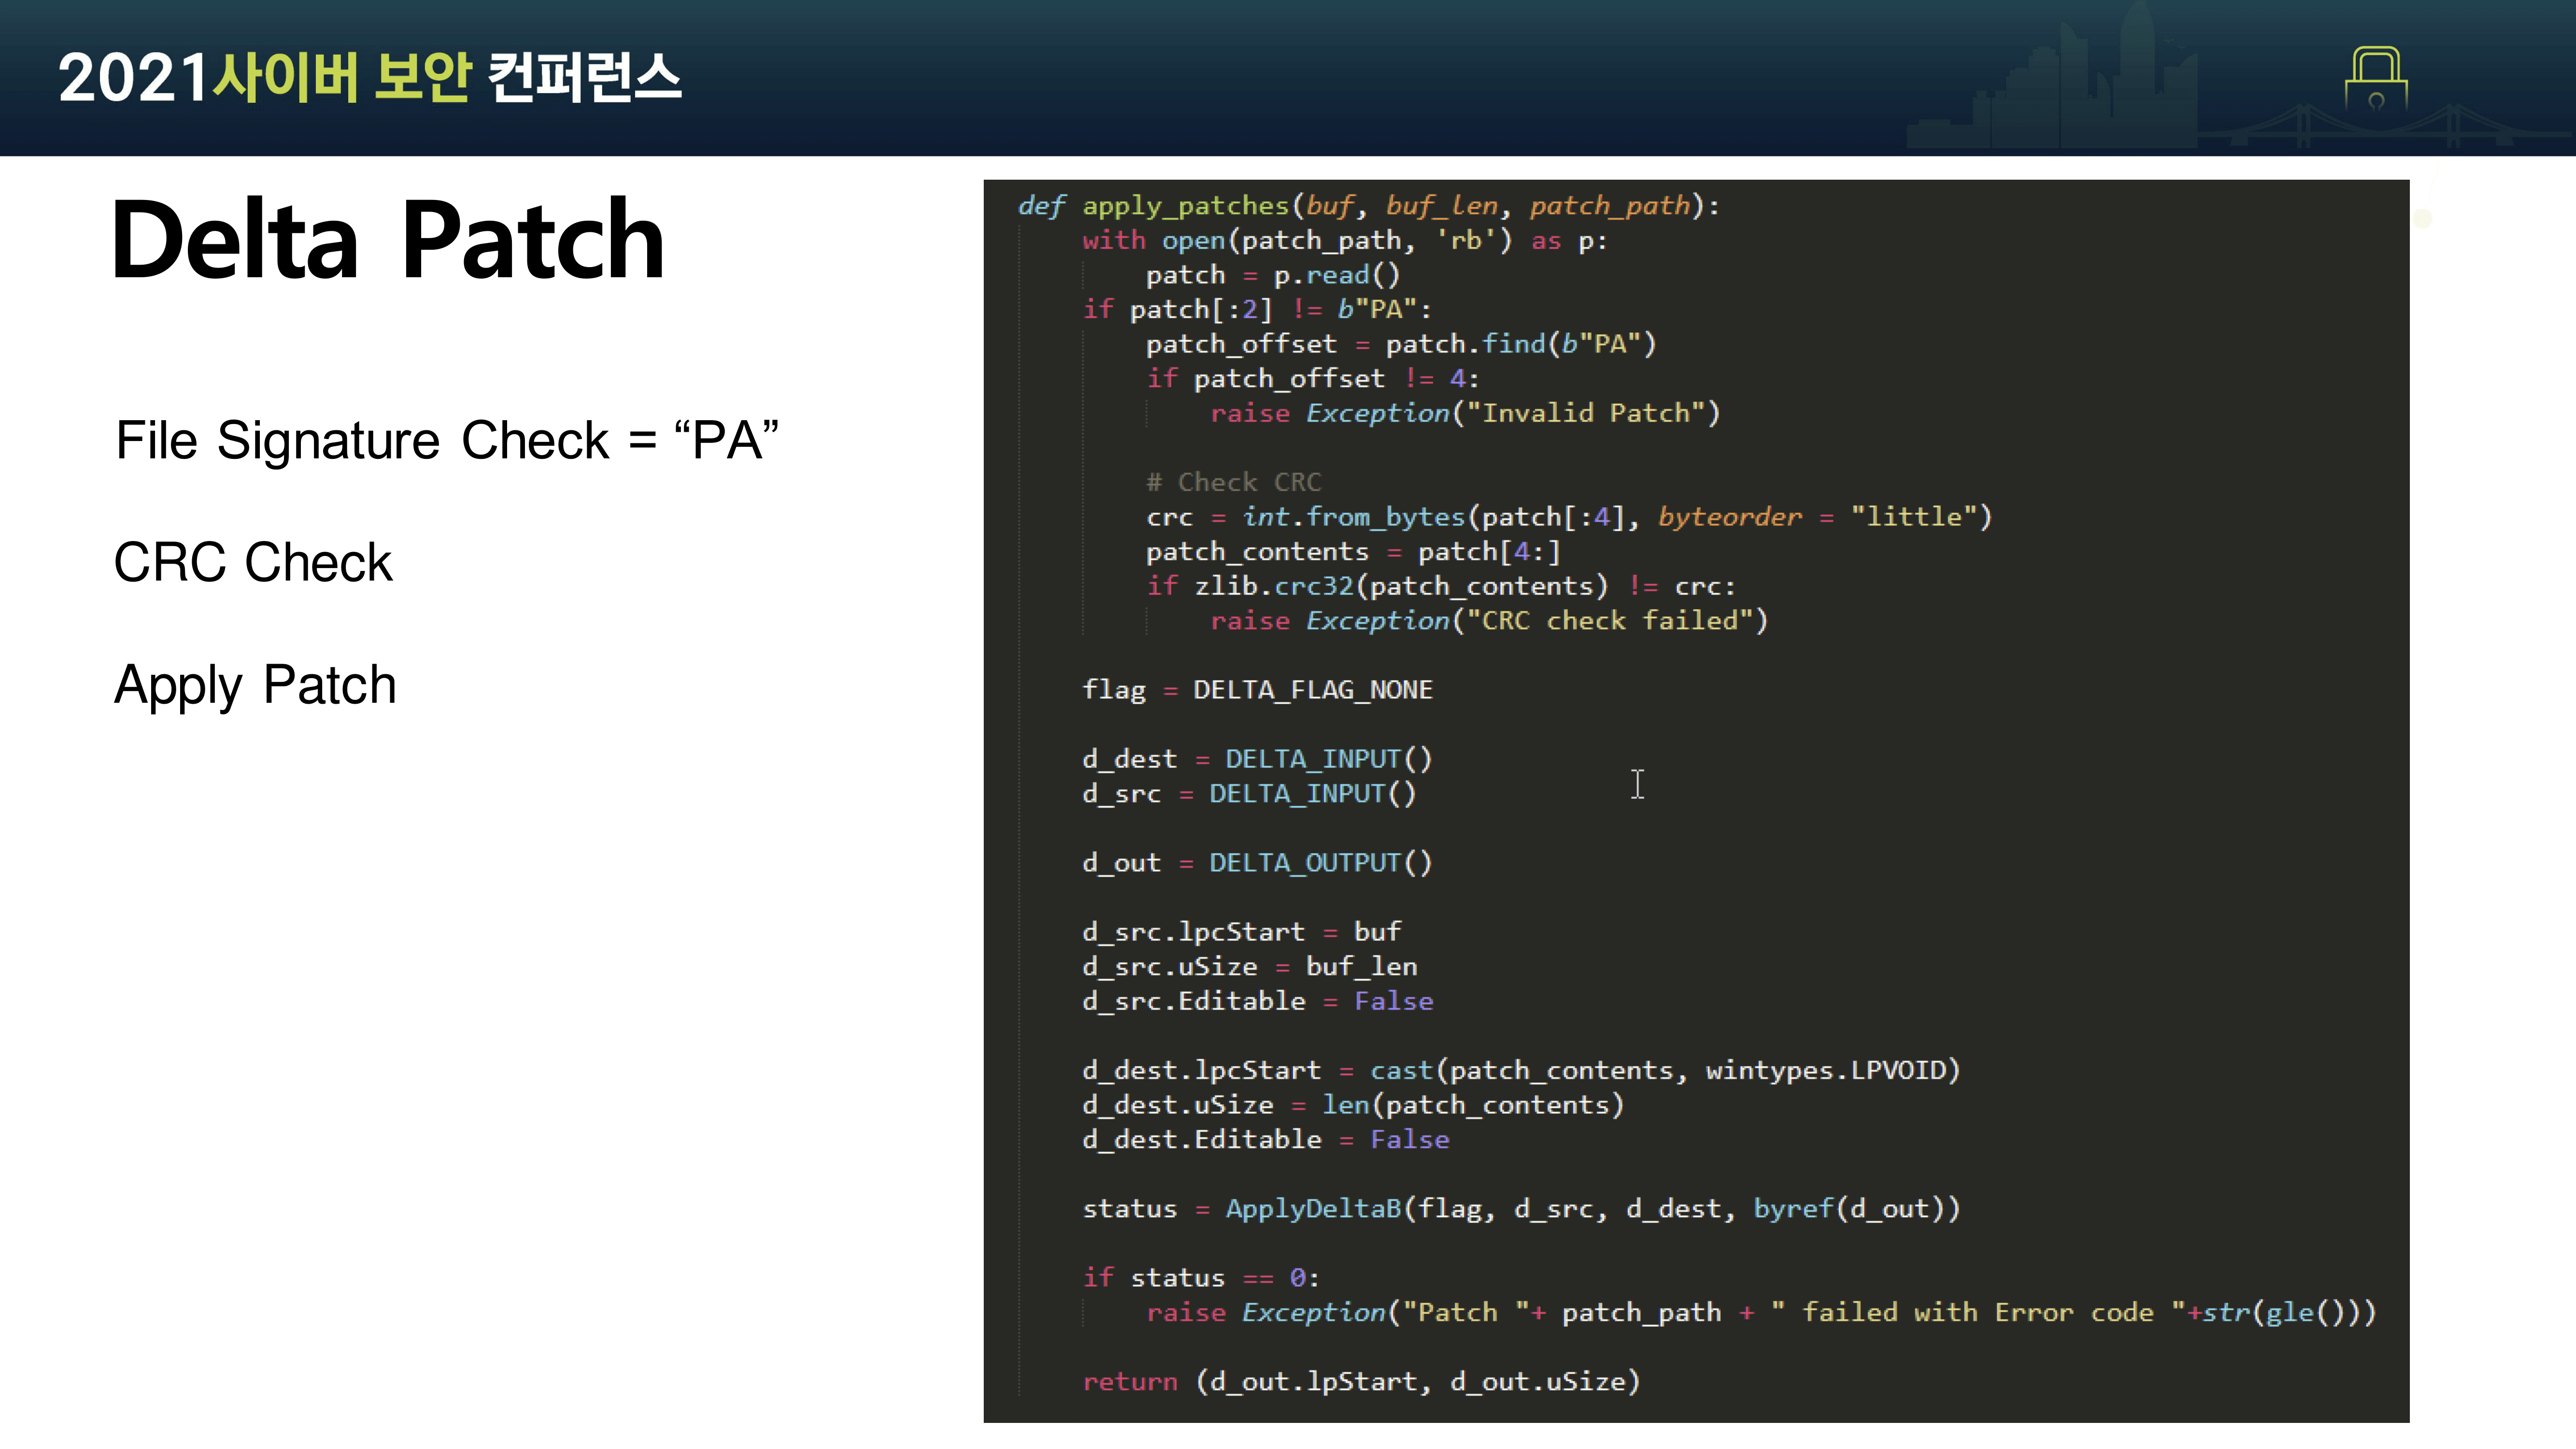 2021사이버 보안 컨퍼런스
Delta Patch
File Signature Check = “PA”
CRC Check
Apply Patch
def apply_patches(buf, buf_len, patch_path):
    with open(patch_path, 'rb') as p:
        patch = p.read()
    if patch[:2] != b"PA":
        patch_offset = patch.find(b"PA")
        if patch_offset != 4:
            raise Exception("Invalid Patch")
        # Check CRC
        crc = int.from_bytes(patch[:4], byteorder = "little")
        patch_contents = patch[4:]
        if zlib.crc32(patch_contents) != crc:
            raise Exception("CRC check failed")
    flag = DELTA_FLAG_NONE
    d_dest = DELTA_INPUT()
    d_src = DELTA_INPUT()
    d_out = DELTA_OUTPUT()
    d_src.lpcStart = buf
    d_src.uSize = buf_len
    d_src.Editable = False
    d_dest.lpcStart = cast(patch_contents, wintypes.LPVOID)
    d_dest.uSize = len(patch_contents)
    d_dest.Editable = False
    status = ApplyDeltaB(flag, d_src, d_dest, byref(d_out))
    if status == 0:
        raise Exception("Patch "+ patch_path + " failed with Error code "+str(gle()))
    return (d_out.lpStart, d_out.uSize)